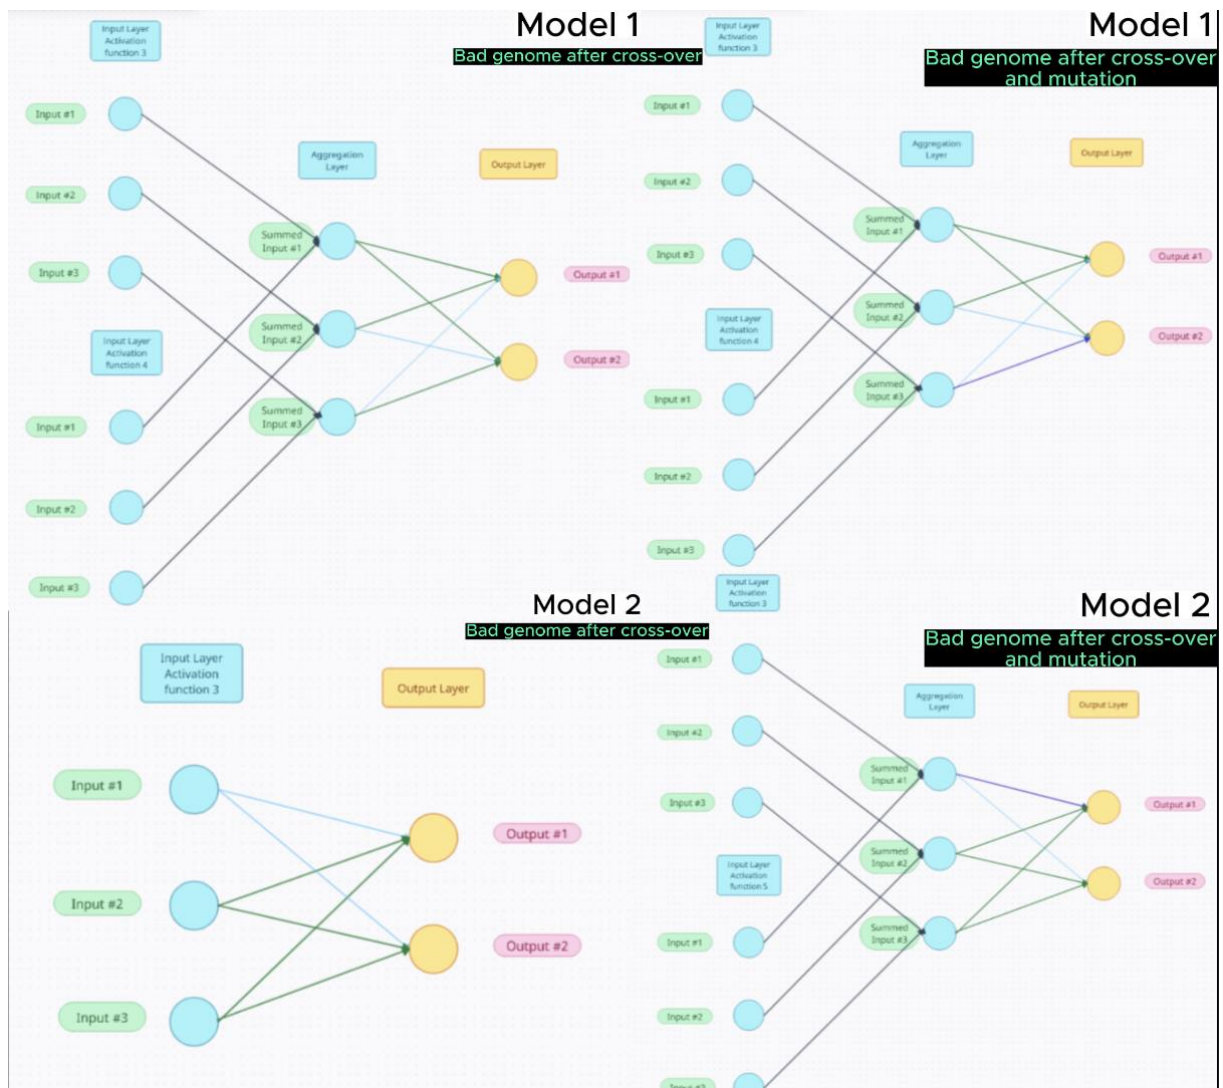 Model 1
Bad genome after cross-over
Input Layer
Activation
function 3
Input #1
Aggregation
Layer
Output Layer
Input #2
Summed
Input #1
Input #3
Output #1
Summed
Input #2
Input Layer
Activation
function 4
Output #2
Summed
Input #3
Input #1
Input #2
Input #3
Model 1
Bad genome after cross-over
and mutation
Input Layer
Activation
function 3
Input #1
Aggregation
Layer
Output Layer
Input #2
Summed
Input #1
Input #3
Output #1
Summed
Input #2
Input Layer
Activation
function 4
Output #2
Summed
Input #3
Input #1
Input #2
Input #3
Model 2
Bad genome after cross-over
Input Layer
Activation
function 3
Output Layer
Input #1
Output #1
Input #2
Output #2
Input #3
Model 2
Bad genome after cross-over
and mutation
Input Layer
Activation
function 3
Input #1
Aggregation
Layer
Output Layer
Input #2
Summed
Input #1
Input #3
Output #1
Summed
Input #2
Input Layer
Activation
function 5
Output #2
Summed
Input #3
Input #1
Input #2